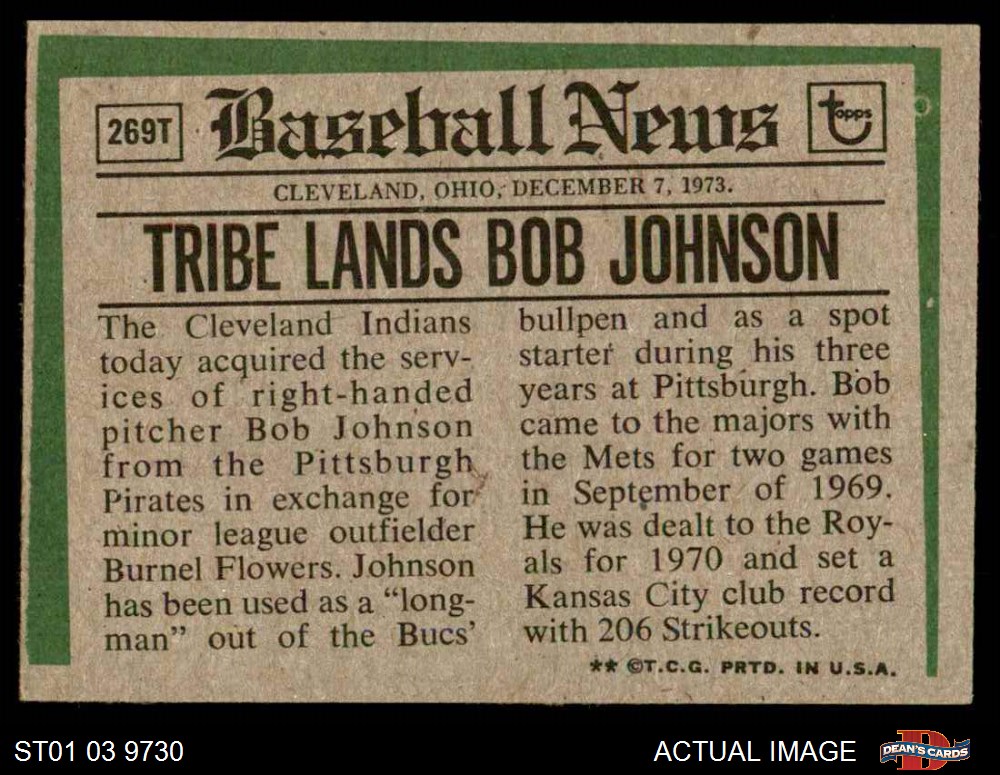 269T
Baseball News
topps
CLEVELAND, OHIO, DECEMBER 7, 1973.
TRIBE LANDS BOB JOHNSON
The Cleveland Indians
today acquired the serv-
ices of right-handed
pitcher Bob Johnson
from the Pittsburgh
Pirates in exchange for
minor league outfielder
Burnel Flowers. Johnson
has been used as a “long-
man” out of the Bucs’
bullpen and as a spot
starter during his three
years at Pittsburgh. Bob
came to the majors with
the Mets for two games
in September of 1969.
He was dealt to the Roy-
als for 1970 and set a
Kansas City club record
with 206 Strikeouts.
** ©T.C.G. PRTD. IN U.S.A.
ST01 03 9730
ACTUAL IMAGE
D
DEAN'S CARDS